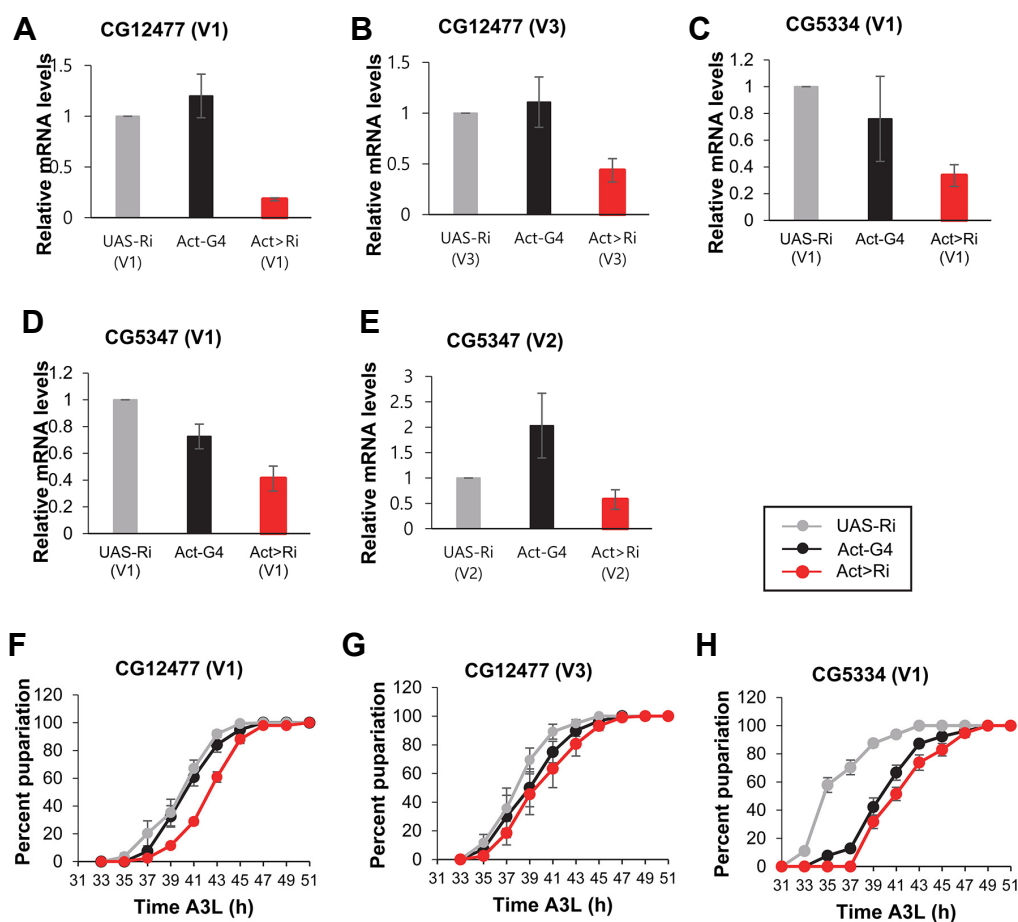 A
CG12477 (V1)
Relative mRNA levels
1.5
1
0.5
0
UAS-Ri
(V1)
Act-G4
Act>Ri
(V1)
B
CG12477 (V3)
Relative mRNA levels
1.5
1
0.5
0
UAS-Ri
(V3)
Act-G4
Act>Ri
(V3)
C
CG5334 (V1)
Relative mRNA levels
1.2
1
0.8
0.6
0.4
0.2
0
UAS-Ri
(V1)
Act-G4
Act>Ri
(V1)
D
CG5347 (V1)
Relative mRNA levels
1.2
1
0.8
0.6
0.4
0.2
0
UAS-Ri
(V1)
Act-G4
Act>Ri
(V1)
E
CG5347 (V2)
Relative mRNA levels
3
2.5
2
1.5
1
0.5
0
UAS-Ri
(V2)
Act-G4
Act>Ri
(V2)
UAS-Ri
Act-G4
Act>Ri
F
CG12477 (V1)
Percent pupariation
120
100
80
60
40
20
0
31 33 35 37 39 41 43 45 47 49 51
Time A3L (h)
G
CG12477 (V3)
Percent pupariation
120
100
80
60
40
20
0
31 33 35 37 39 41 43 45 47 49 51
Time A3L (h)
H
CG5334 (V1)
Percent pupariation
120
100
80
60
40
20
0
31 33 35 37 39 41 43 45 47 49 51
Time A3L (h)